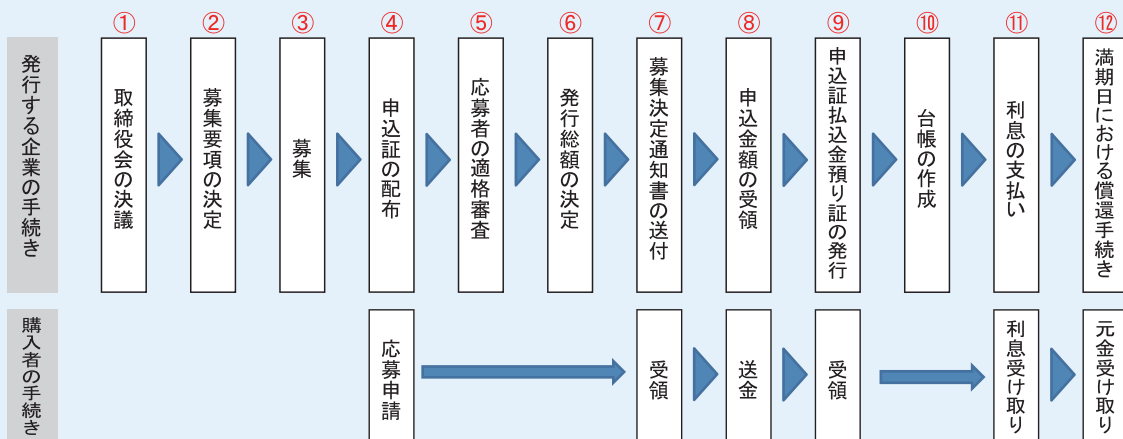 ① ② ③ ④ ⑤ ⑥ ⑦ ⑧ ⑨ ⑩ ⑪ ⑫
発行する企業の手続き
取締役会の決議
募集要項の決定
募集
申込証の配布
応募者の適格審査
発行総額の決定
募集決定通知書の送付
申込金額の受領
申込証払込金預り証の発行
台帳の作成
利息の支払い
満期日における償還手続き
購入者の手続き
応募申請
受領
送金
受領
利息受け取り
元金受け取り